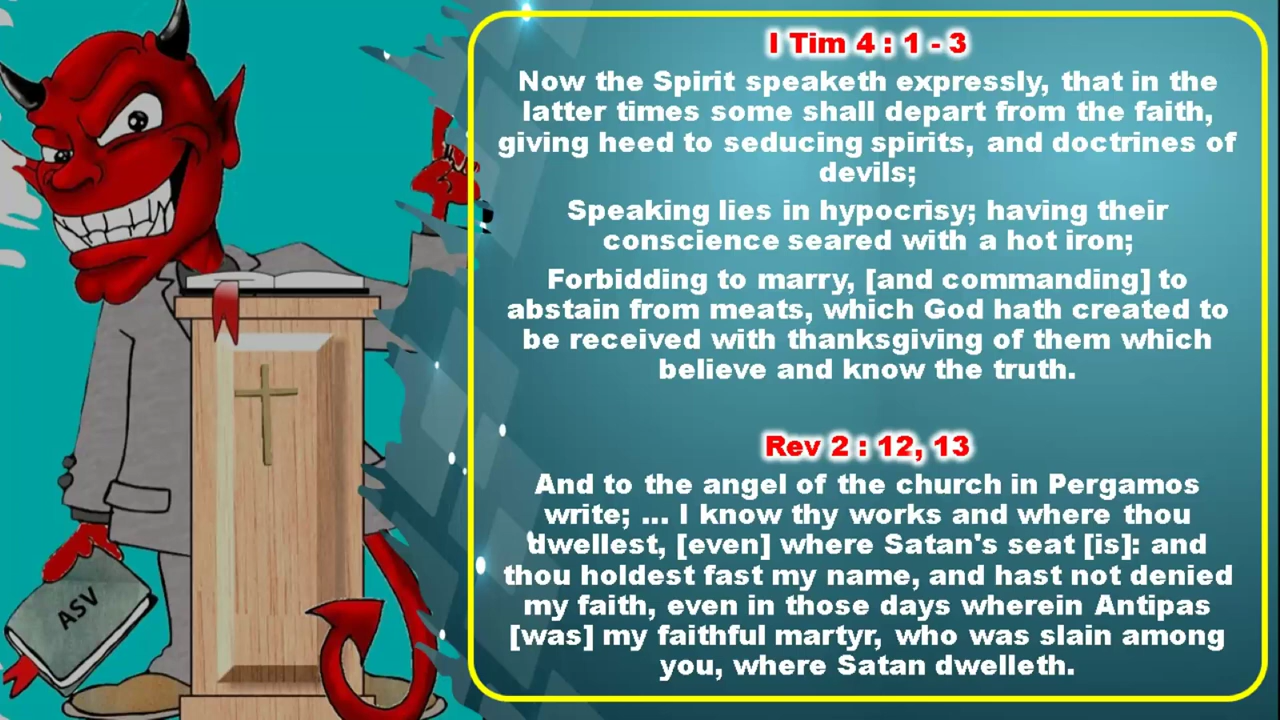 I Tim 4 : 1 - 3
Now the Spirit speaketh expressly, that in the
latter times some shall depart from the faith,
giving heed to seducing spirits, and doctrines of
devils;
Speaking lies in hypocrisy; having their
conscience seared with a hot iron;
Forbidding to marry, [and commanding] to
abstain from meats, which God hath created to
be received with thanksgiving of them which
believe and know the truth.
Rev 2 : 12, 13
And to the angel of the church in Pergamos
write; ... I know thy works and where thou
dwellest, [even] where Satan's seat [is]: and
thou holdest fast my name, and hast not denied
my faith, even in those days wherein Antipas
[was] my faithful martyr, who was slain among
you, where Satan dwelleth.
ASV